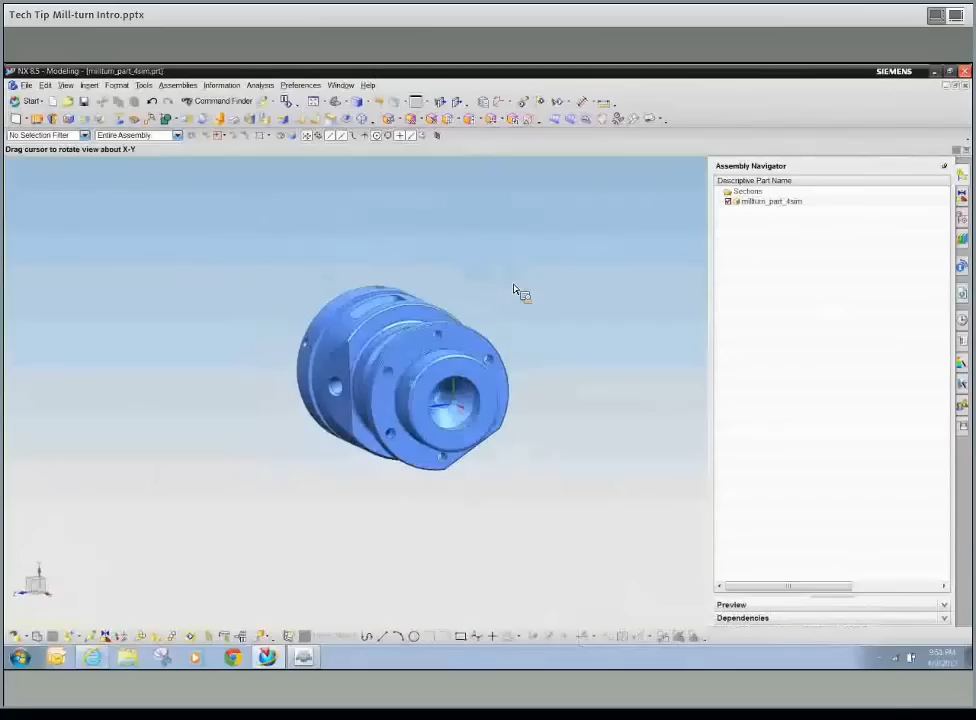 Tech Tip Mill-turn Intro.pptx
NX 8.5 - Modeling - [millturn_part_4sim.prt]
SIEMENS
File Edit View Insert Format Tools Assemblies Information Analysis Preferences Window Help
Start Command Finder
No Selection Filter Entire Assembly
Drag cursor to rotate view about X-Y
Assembly Navigator
Descriptive Part Name
Sections
millturn_part_4sim
Preview
Dependencies